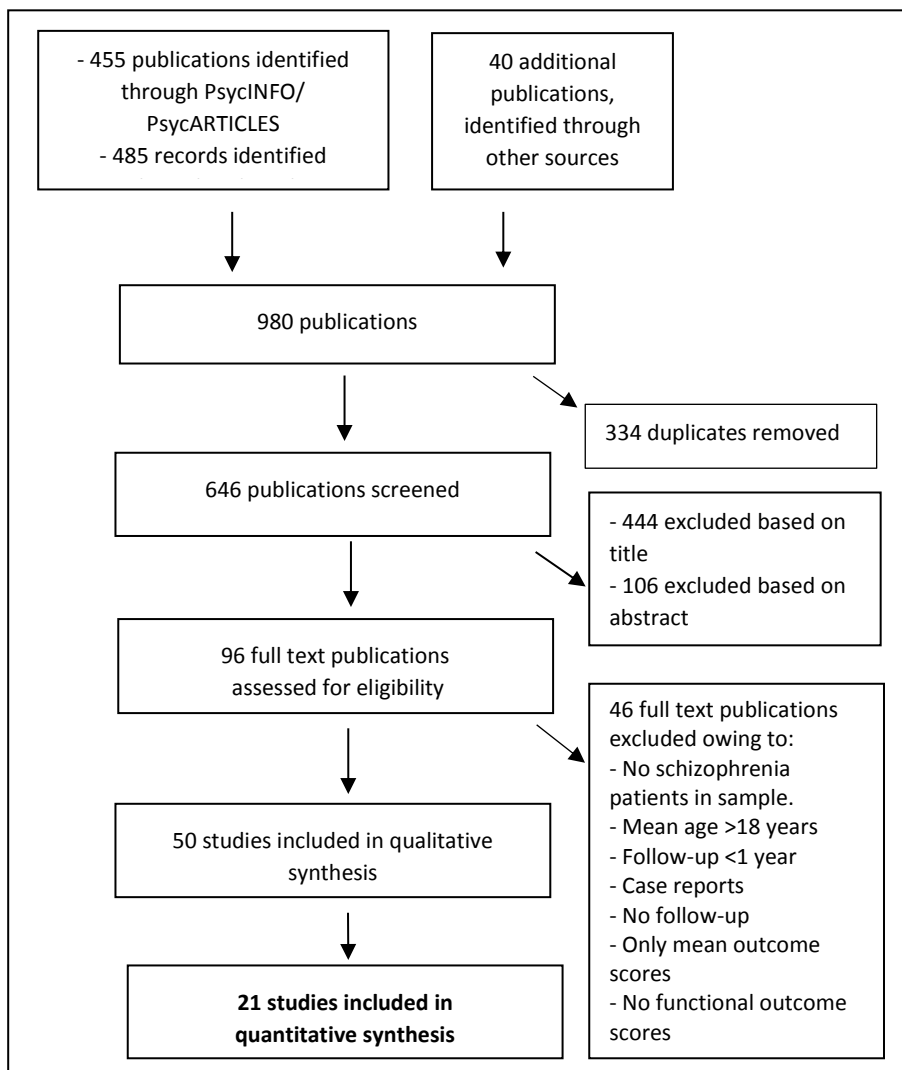 - 455 publications identified
through PsycINFO/
PsycARTICLES
- 485 records identified
40 additional
publications,
identified through
other sources
980 publications
334 duplicates removed
646 publications screened
- 444 excluded based on
title
- 106 excluded based on
abstract
96 full text publications
assessed for eligibility
46 full text publications
excluded owing to:
- No schizophrenia
patients in sample.
- Mean age >18 years
- Follow-up <1 year
- Case reports
- No follow-up
- Only mean outcome
scores
- No functional outcome
scores
50 studies included in qualitative
synthesis
21 studies included in
quantitative synthesis